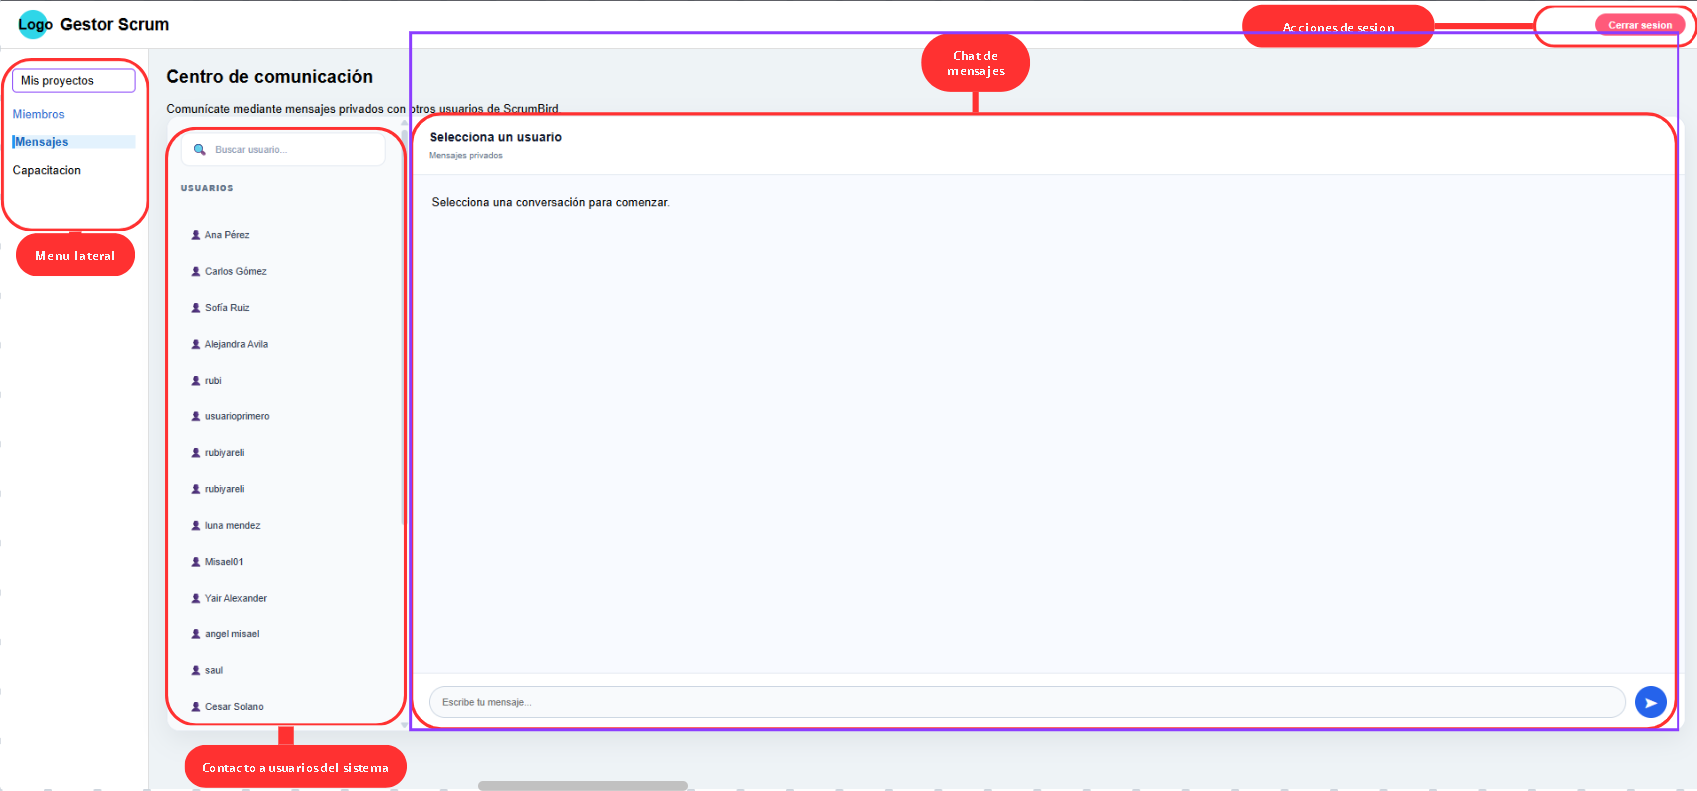 Logo Gestor Scrum
Acciones de sesion
Cerrar sesion
Chat de
mensajes
Mis proyectos
Miembros
Mensajes
Capacitacion
Menu lateral
Centro de comunicación
Comunícate mediante mensajes privados con otros usuarios de ScrumBird.
Buscar usuario...
USUARIOS
Ana Pérez
Carlos Gómez
Sofía Ruiz
Alejandra Avila
rubi
usuarioprimero
rubiyareli
rubiyareli
luna mendez
Misael01
Yair Alexander
angel misael
saul
Cesar Solano
Contacto a usuarios del sistema
Selecciona un usuario
Mensajes privados
Selecciona una conversación para comenzar.
Escribe tu mensaje...